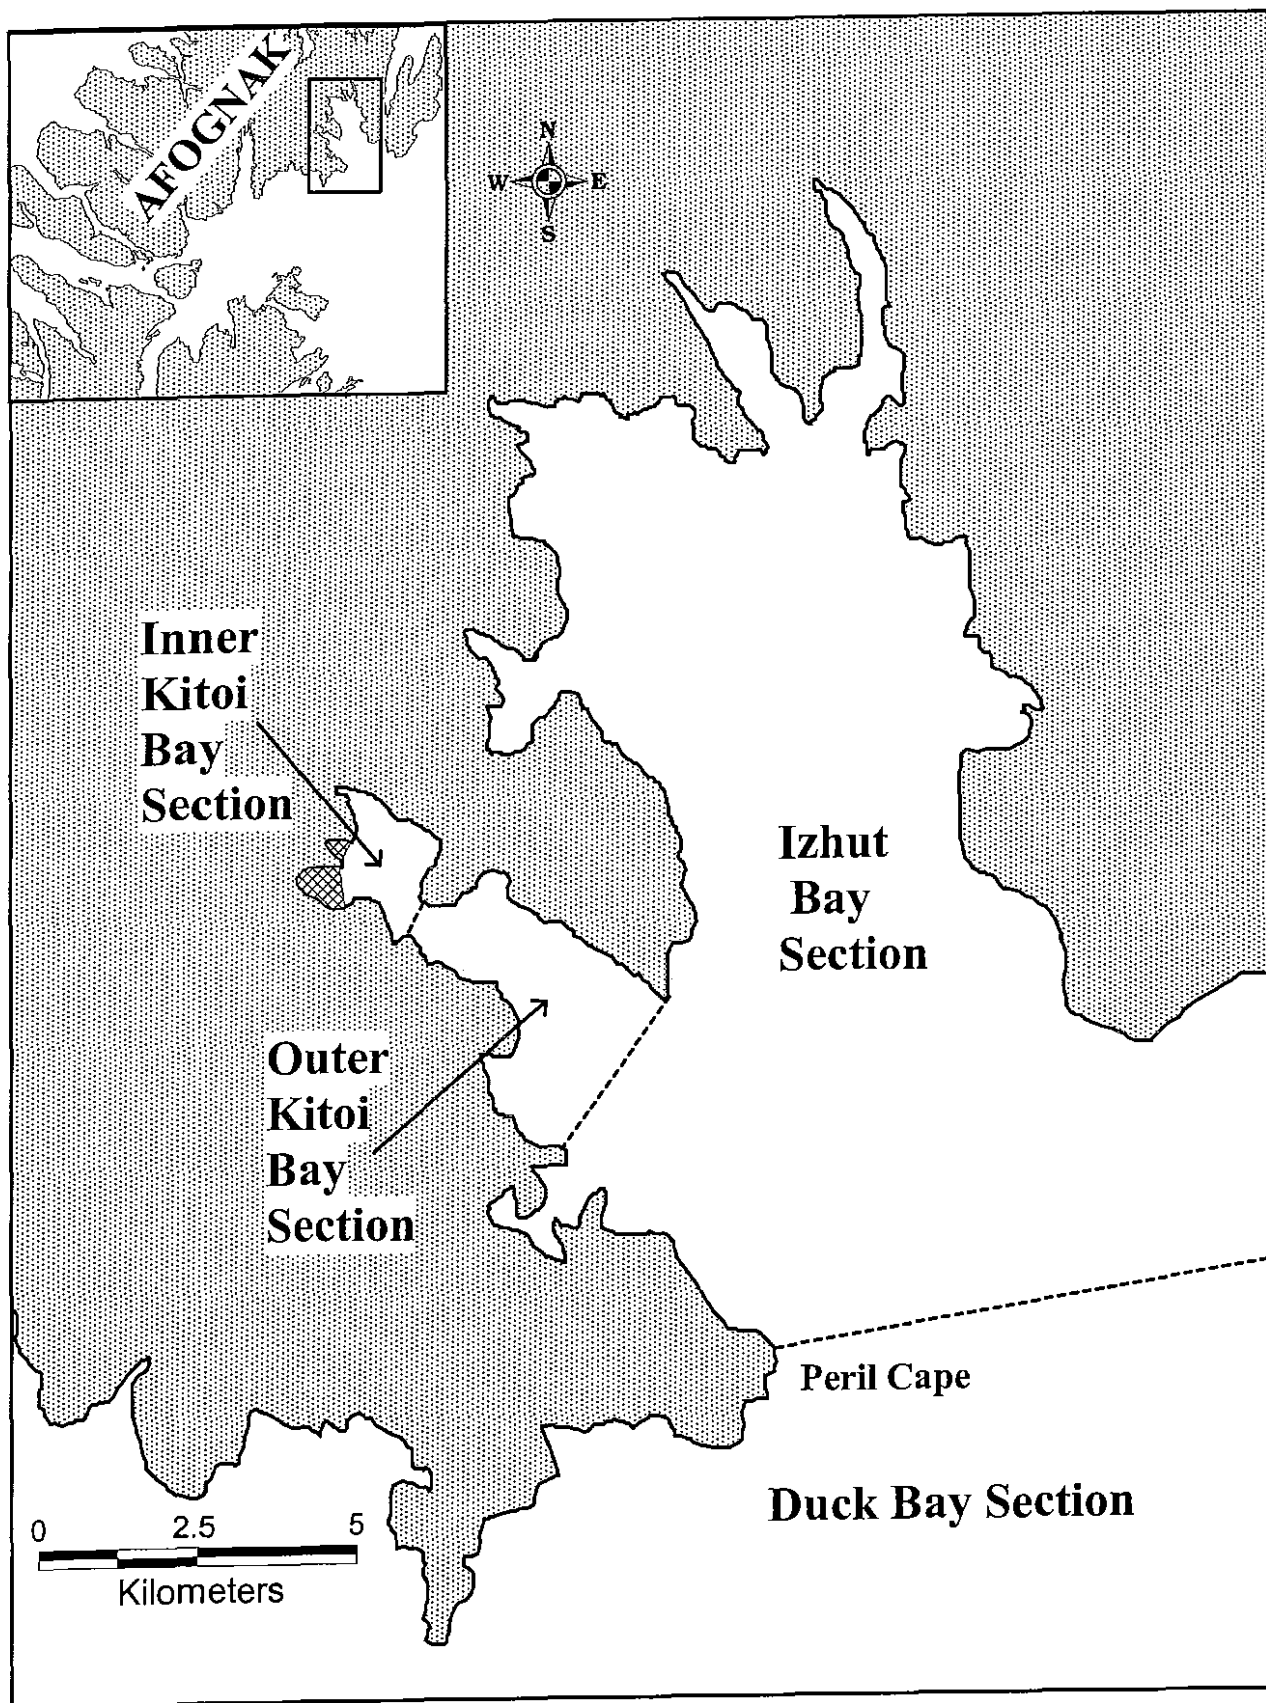 AFOGNAK
N
W E
S
Inner
Kitoi
Bay
Section
Izhut
Bay
Section
Outer
Kitoi
Bay
Section
Peril Cape
Duck Bay Section
0 2.5 5
Kilometers